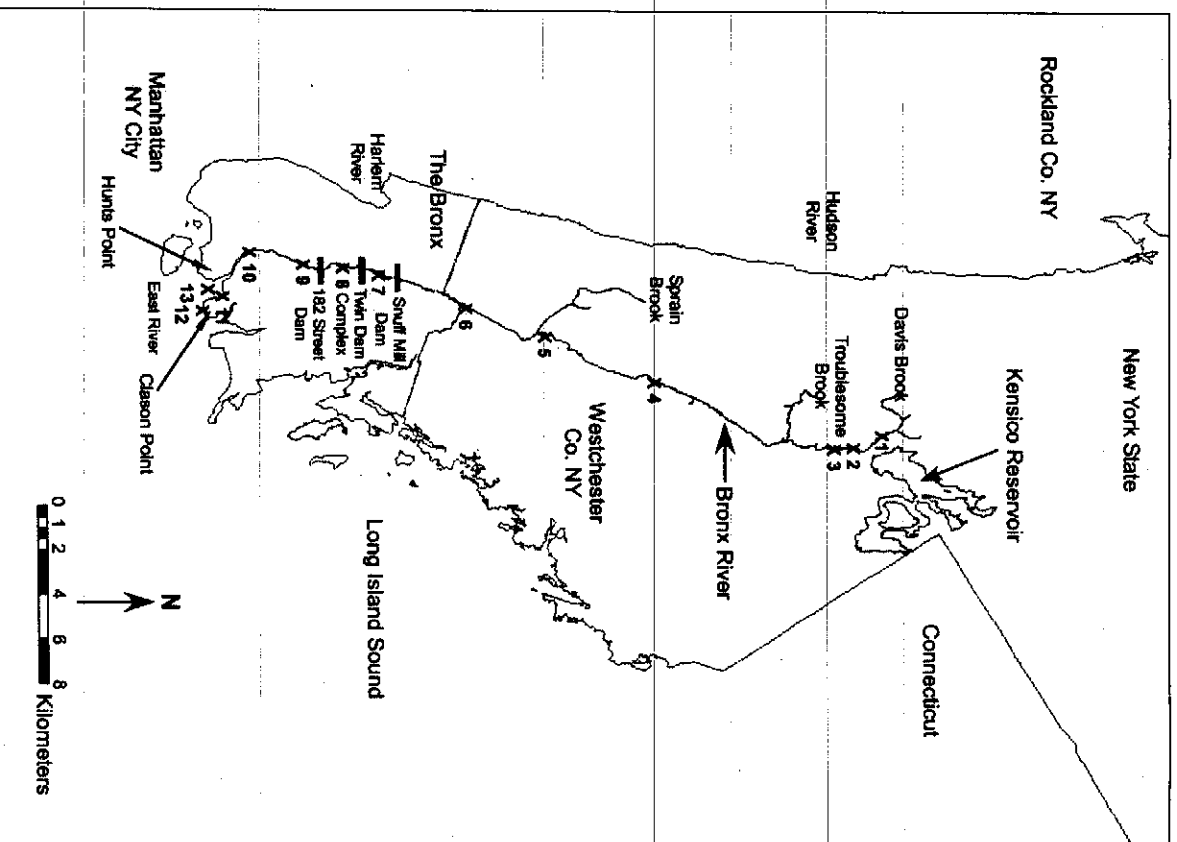 New York State
Rockland Co. NY
Kensico Reservoir
Connecticut
Davis Brook
1
Troublesome
Brook
2
3
Hudson
River
Bronx River
4
Sprain
Brook
5
Westchester
Co. NY
6
The Bronx
Harlem
River
Snuff Mill
Dam
7
Twin Dam
Complex
8
182 Street
Dam
9
Long Island Sound
10
Manhattan
NY City
Hunts Point
13
12
East River
Clason Point
N
0 1 2 4 6 8
Kilometers